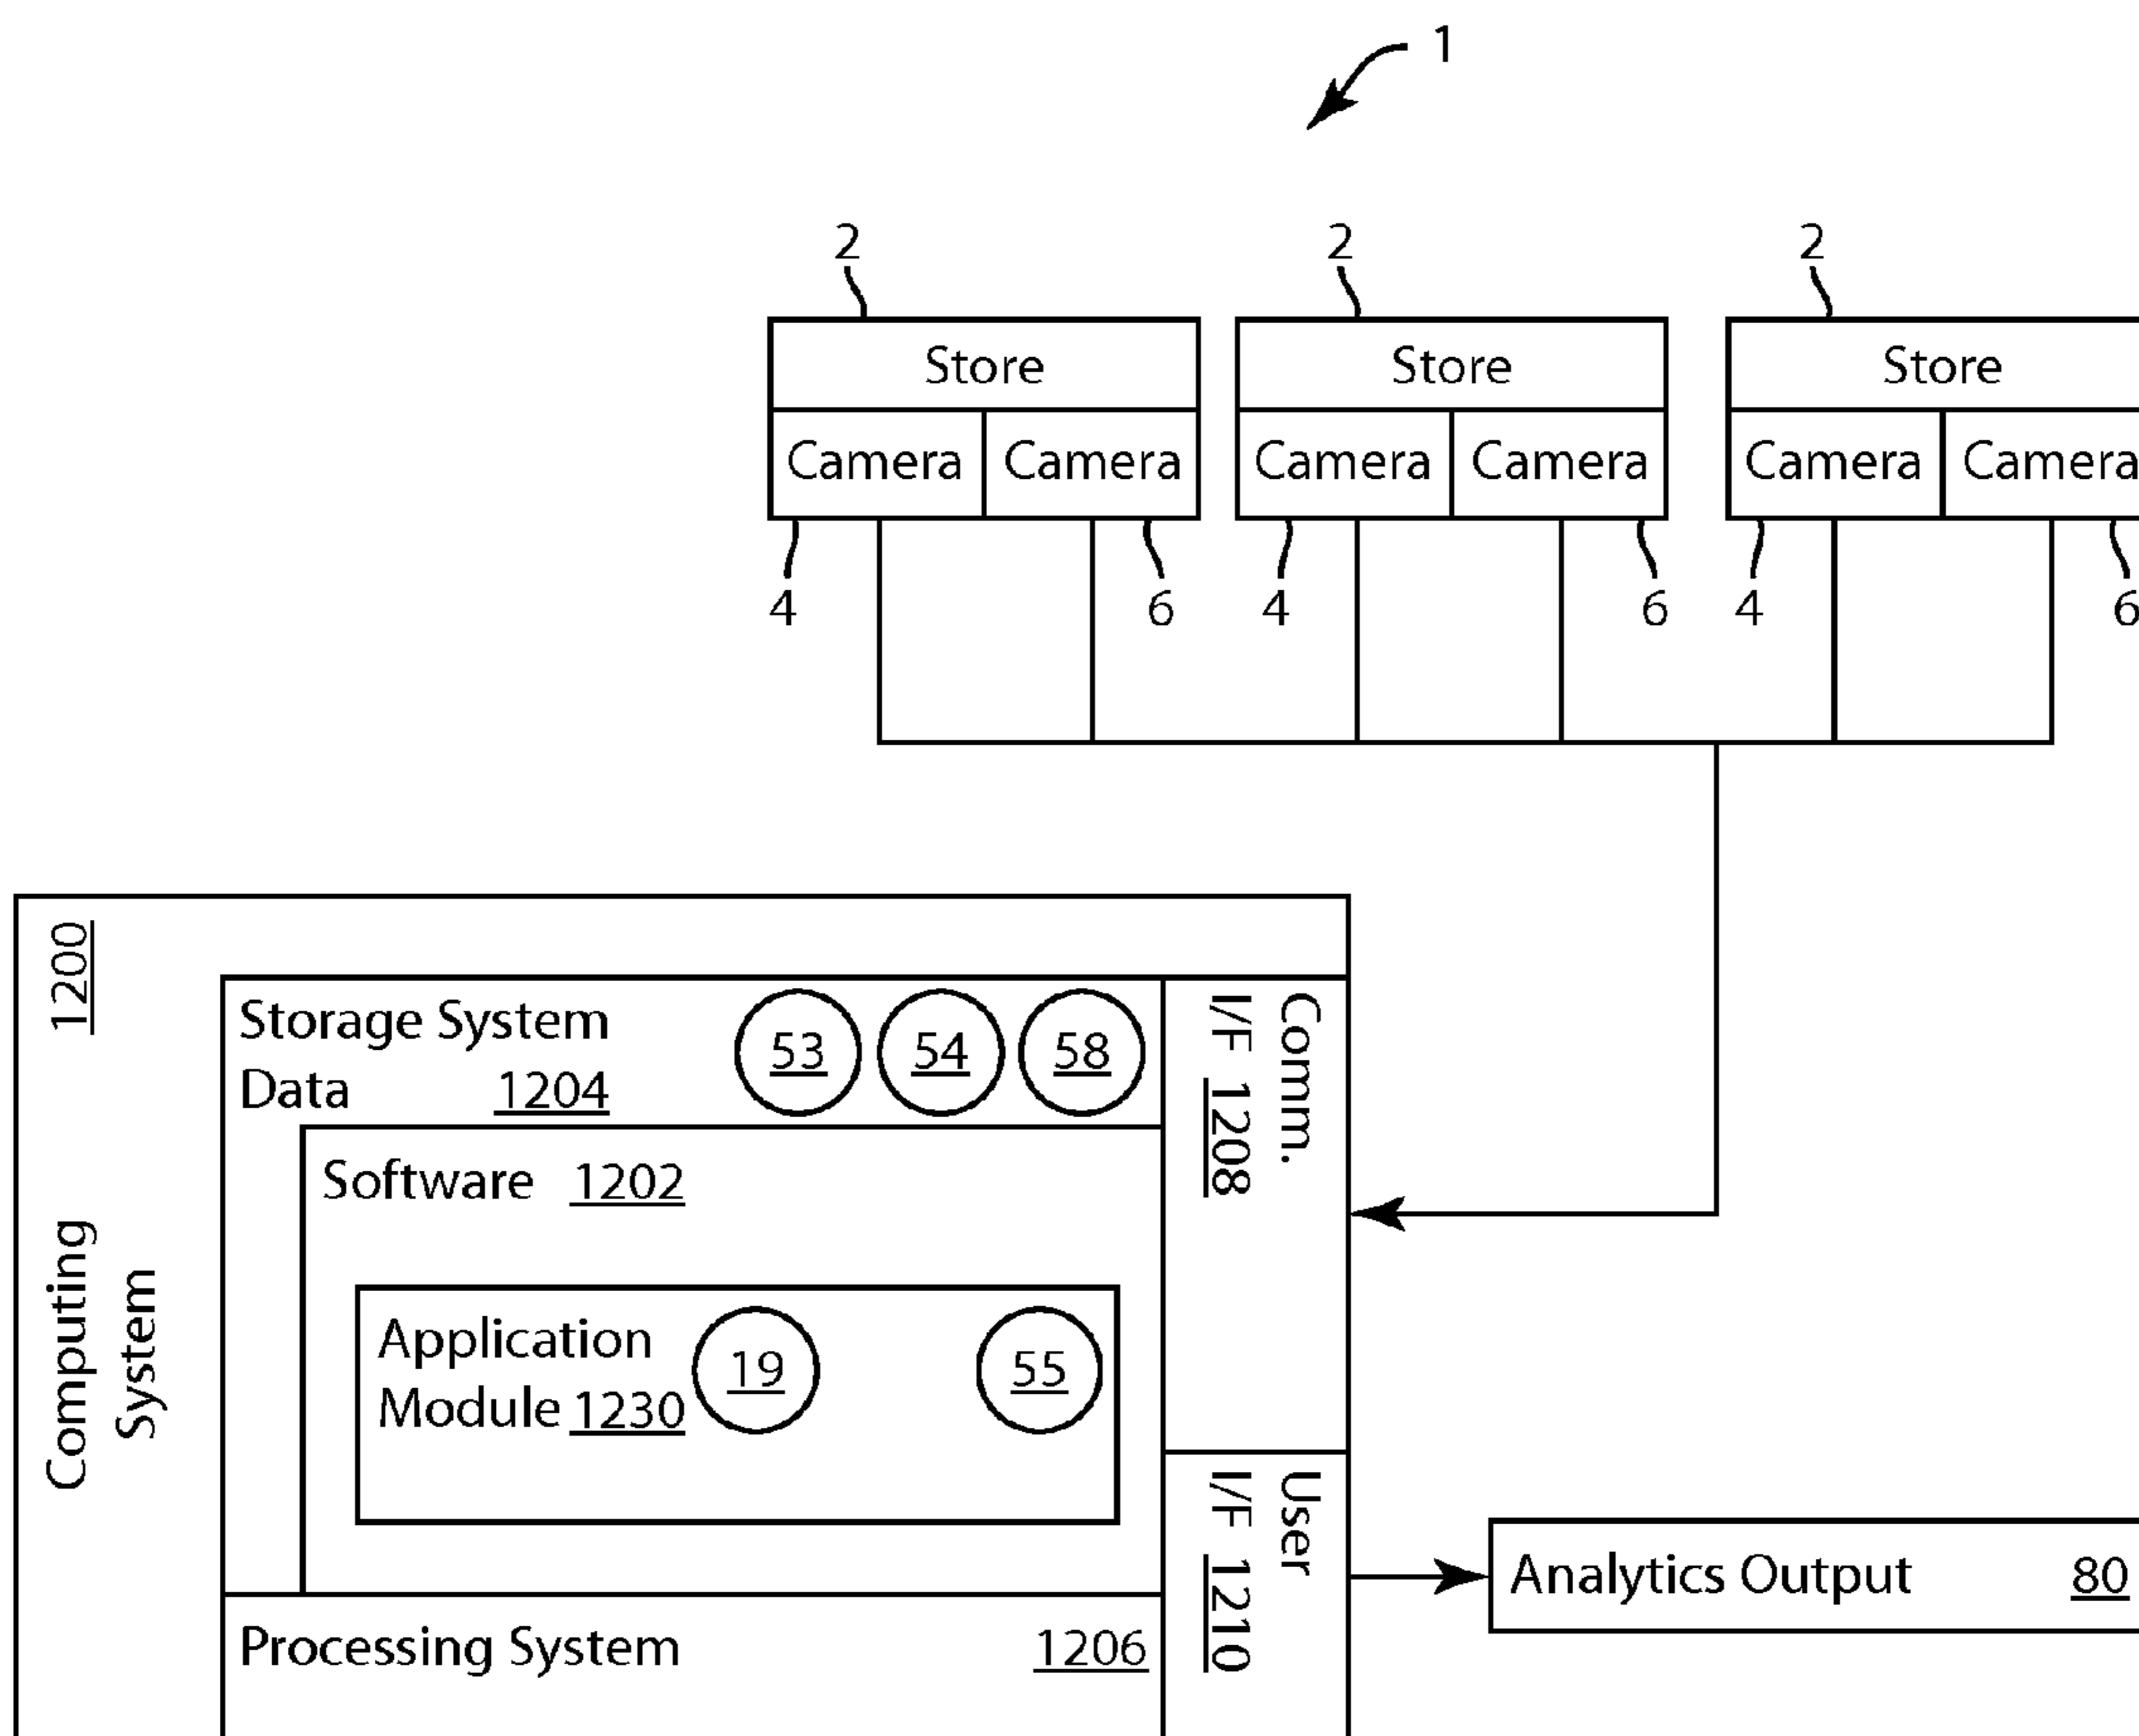 1
2 2 2
Store Store Store
Camera Camera Camera Camera Camera Camera
4 6 4 6 4 6
1200
Computing
System
Storage System
Data 1204
53 54 58
Software 1202
Application
Module 1230
19 55
Processing System 1206
Comm.
I/F 1208
User
I/F 1210
Analytics Output 80